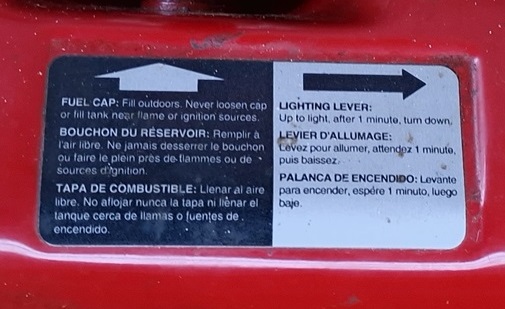 FUEL CAP: Fill outdoors. Never loosen cap
or fill tank near flame or ignition sources.
BOUCHON DU RÉSERVOIR: Remplir à
l'air libre. Ne jamais desserrer le bouchon
ou faire le plein près de flammes ou de
sources d'ignition.
TAPA DE COMBUSTIBLE: Llenar al aire
libre. No aflojar nunca la tapa ni llenar el
tanque cerca de llamas o fuentes de
encendido.
LIGHTING LEVER:
Up to light, after 1 minute, turn down.
LEVIER D'ALLUMAGE:
Levez pour allumer, attendez 1 minute,
puis baissez.
PALANCA DE ENCENDIDO: Levante
para encender, espére 1 minuto, luego
baje.